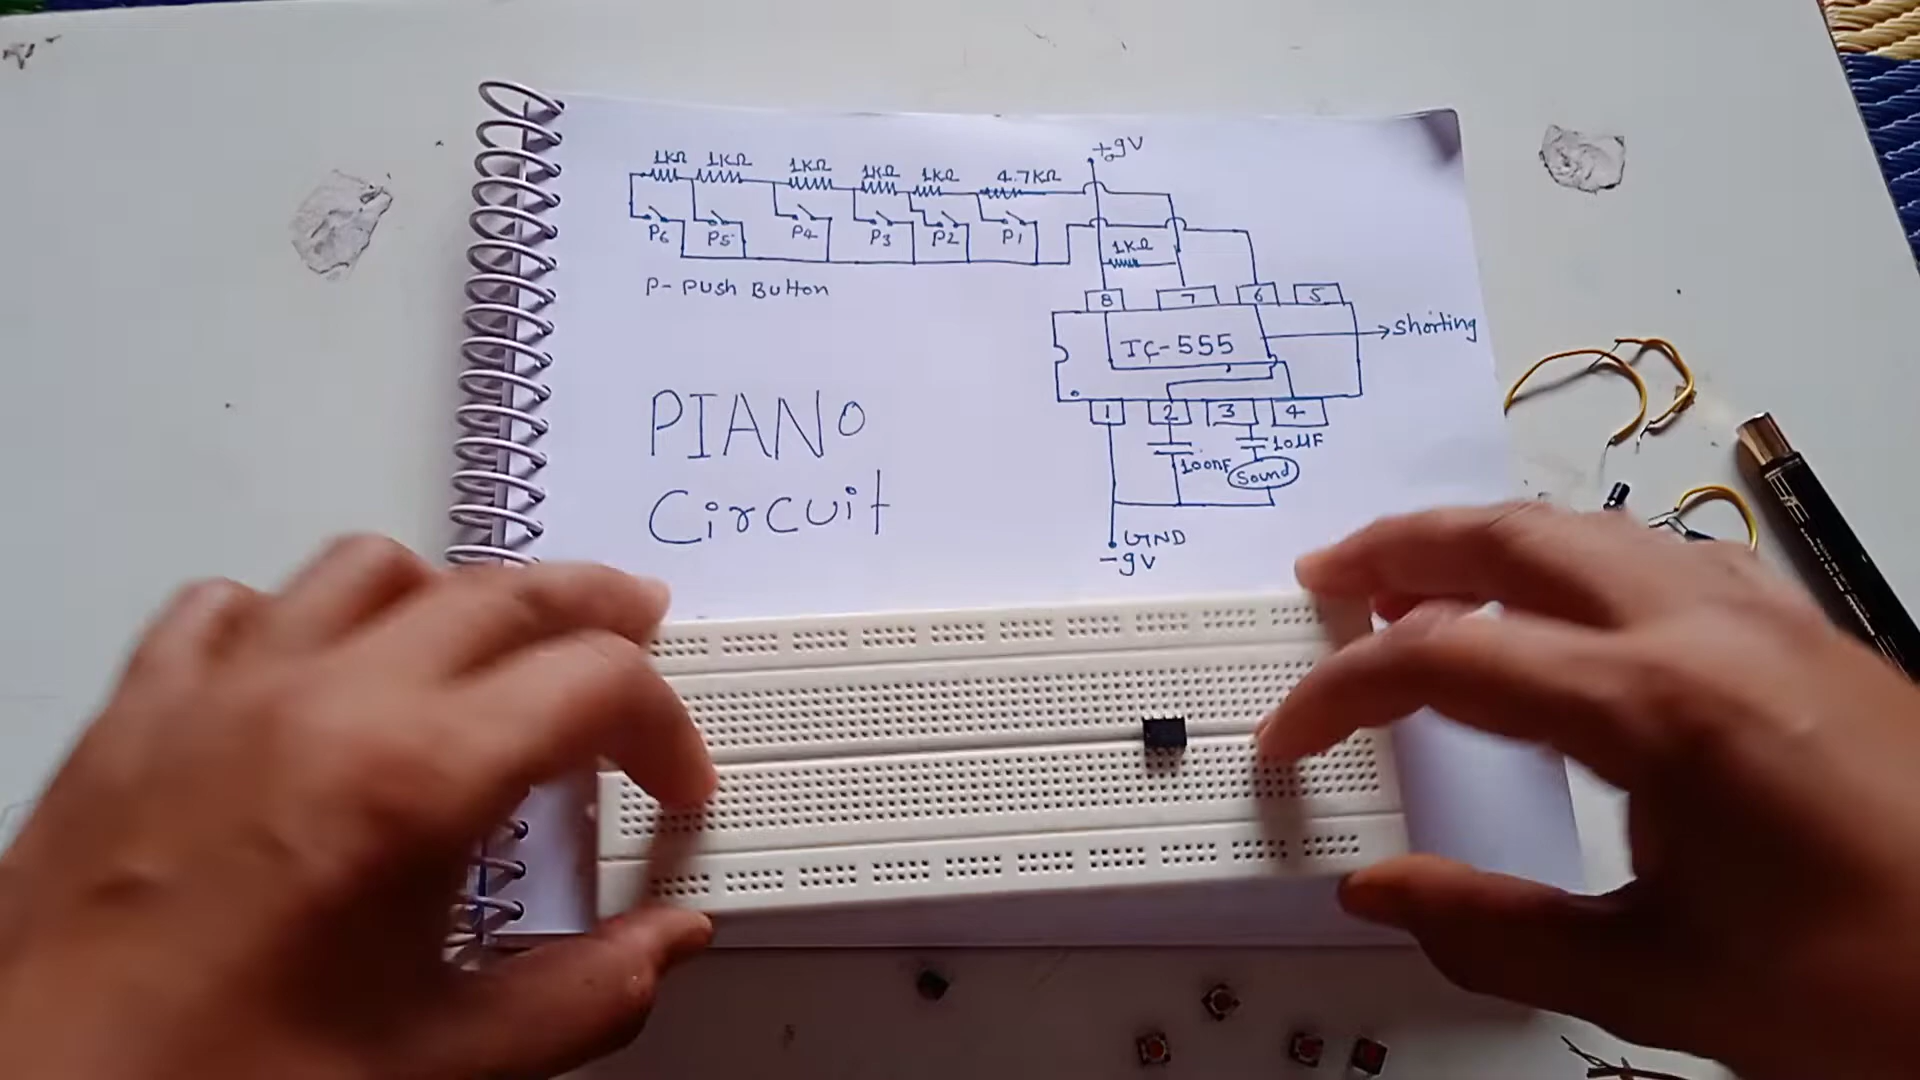 +9V
1KΩ 1KΩ 1KΩ 1KΩ 1KΩ 4.7KΩ
P6 P5 P4 P3 P2 P1
1KΩ
P- Push Button
8 7 6 5
IC-555
Shorting
PIANO
Circuit
1 2 3 4
100nF
10μF
Sound
GND
-9V